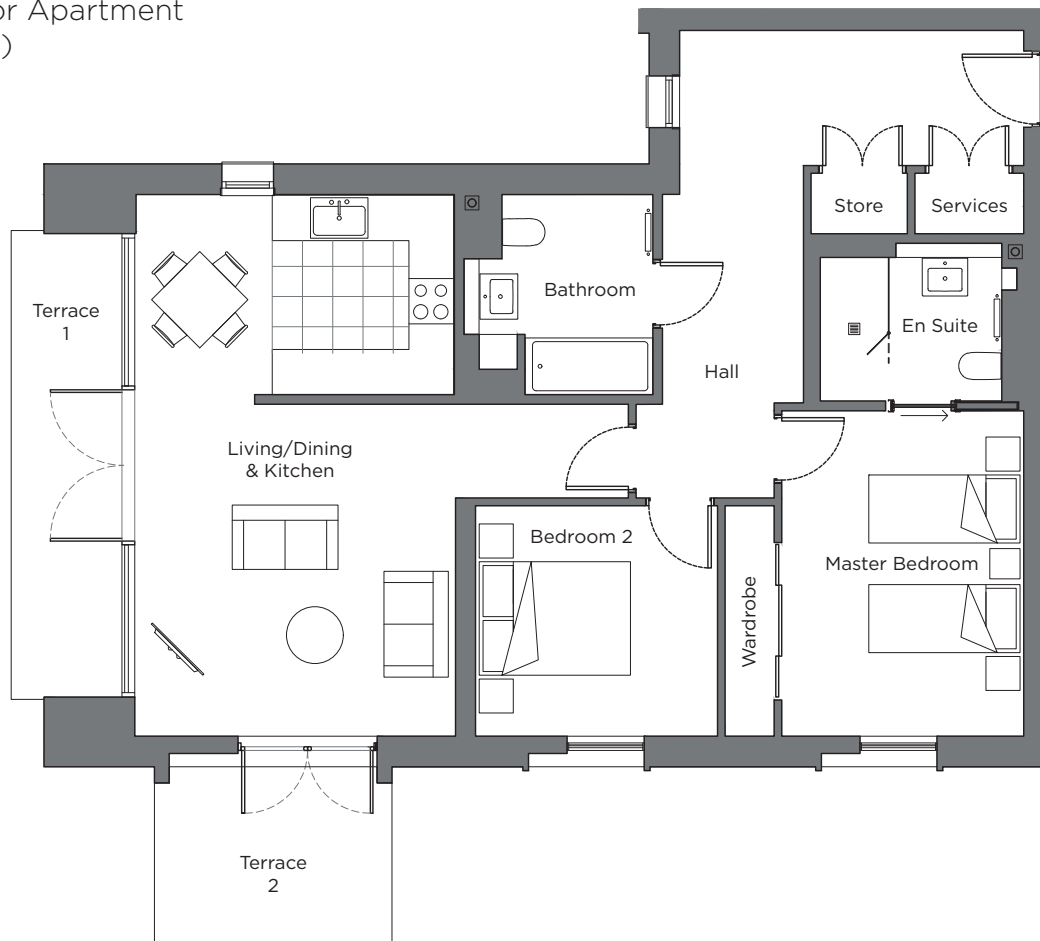 or Apartment
)
Store
Services
Bathroom
Terrace
1
En Suite
Hall
Living/Dining
& Kitchen
Bedroom 2
Master Bedroom
Wardrobe
Terrace
2